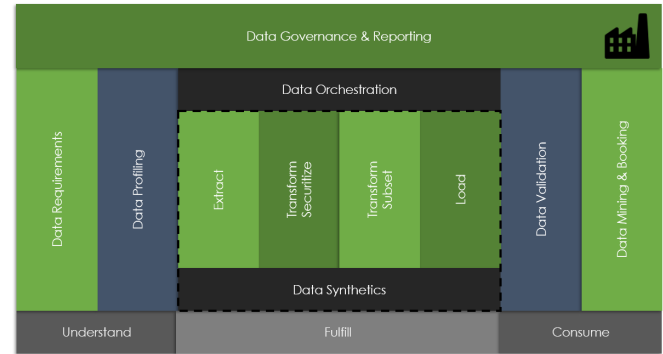 Data Governance & Reporting
Data Requirements
Data Profiling
Data Orchestration
Extract
Transform
Securitize
Transform
Subset
Load
Data Synthetics
Data Validation
Data Mining & Booking
Understand
Fulfill
Consume